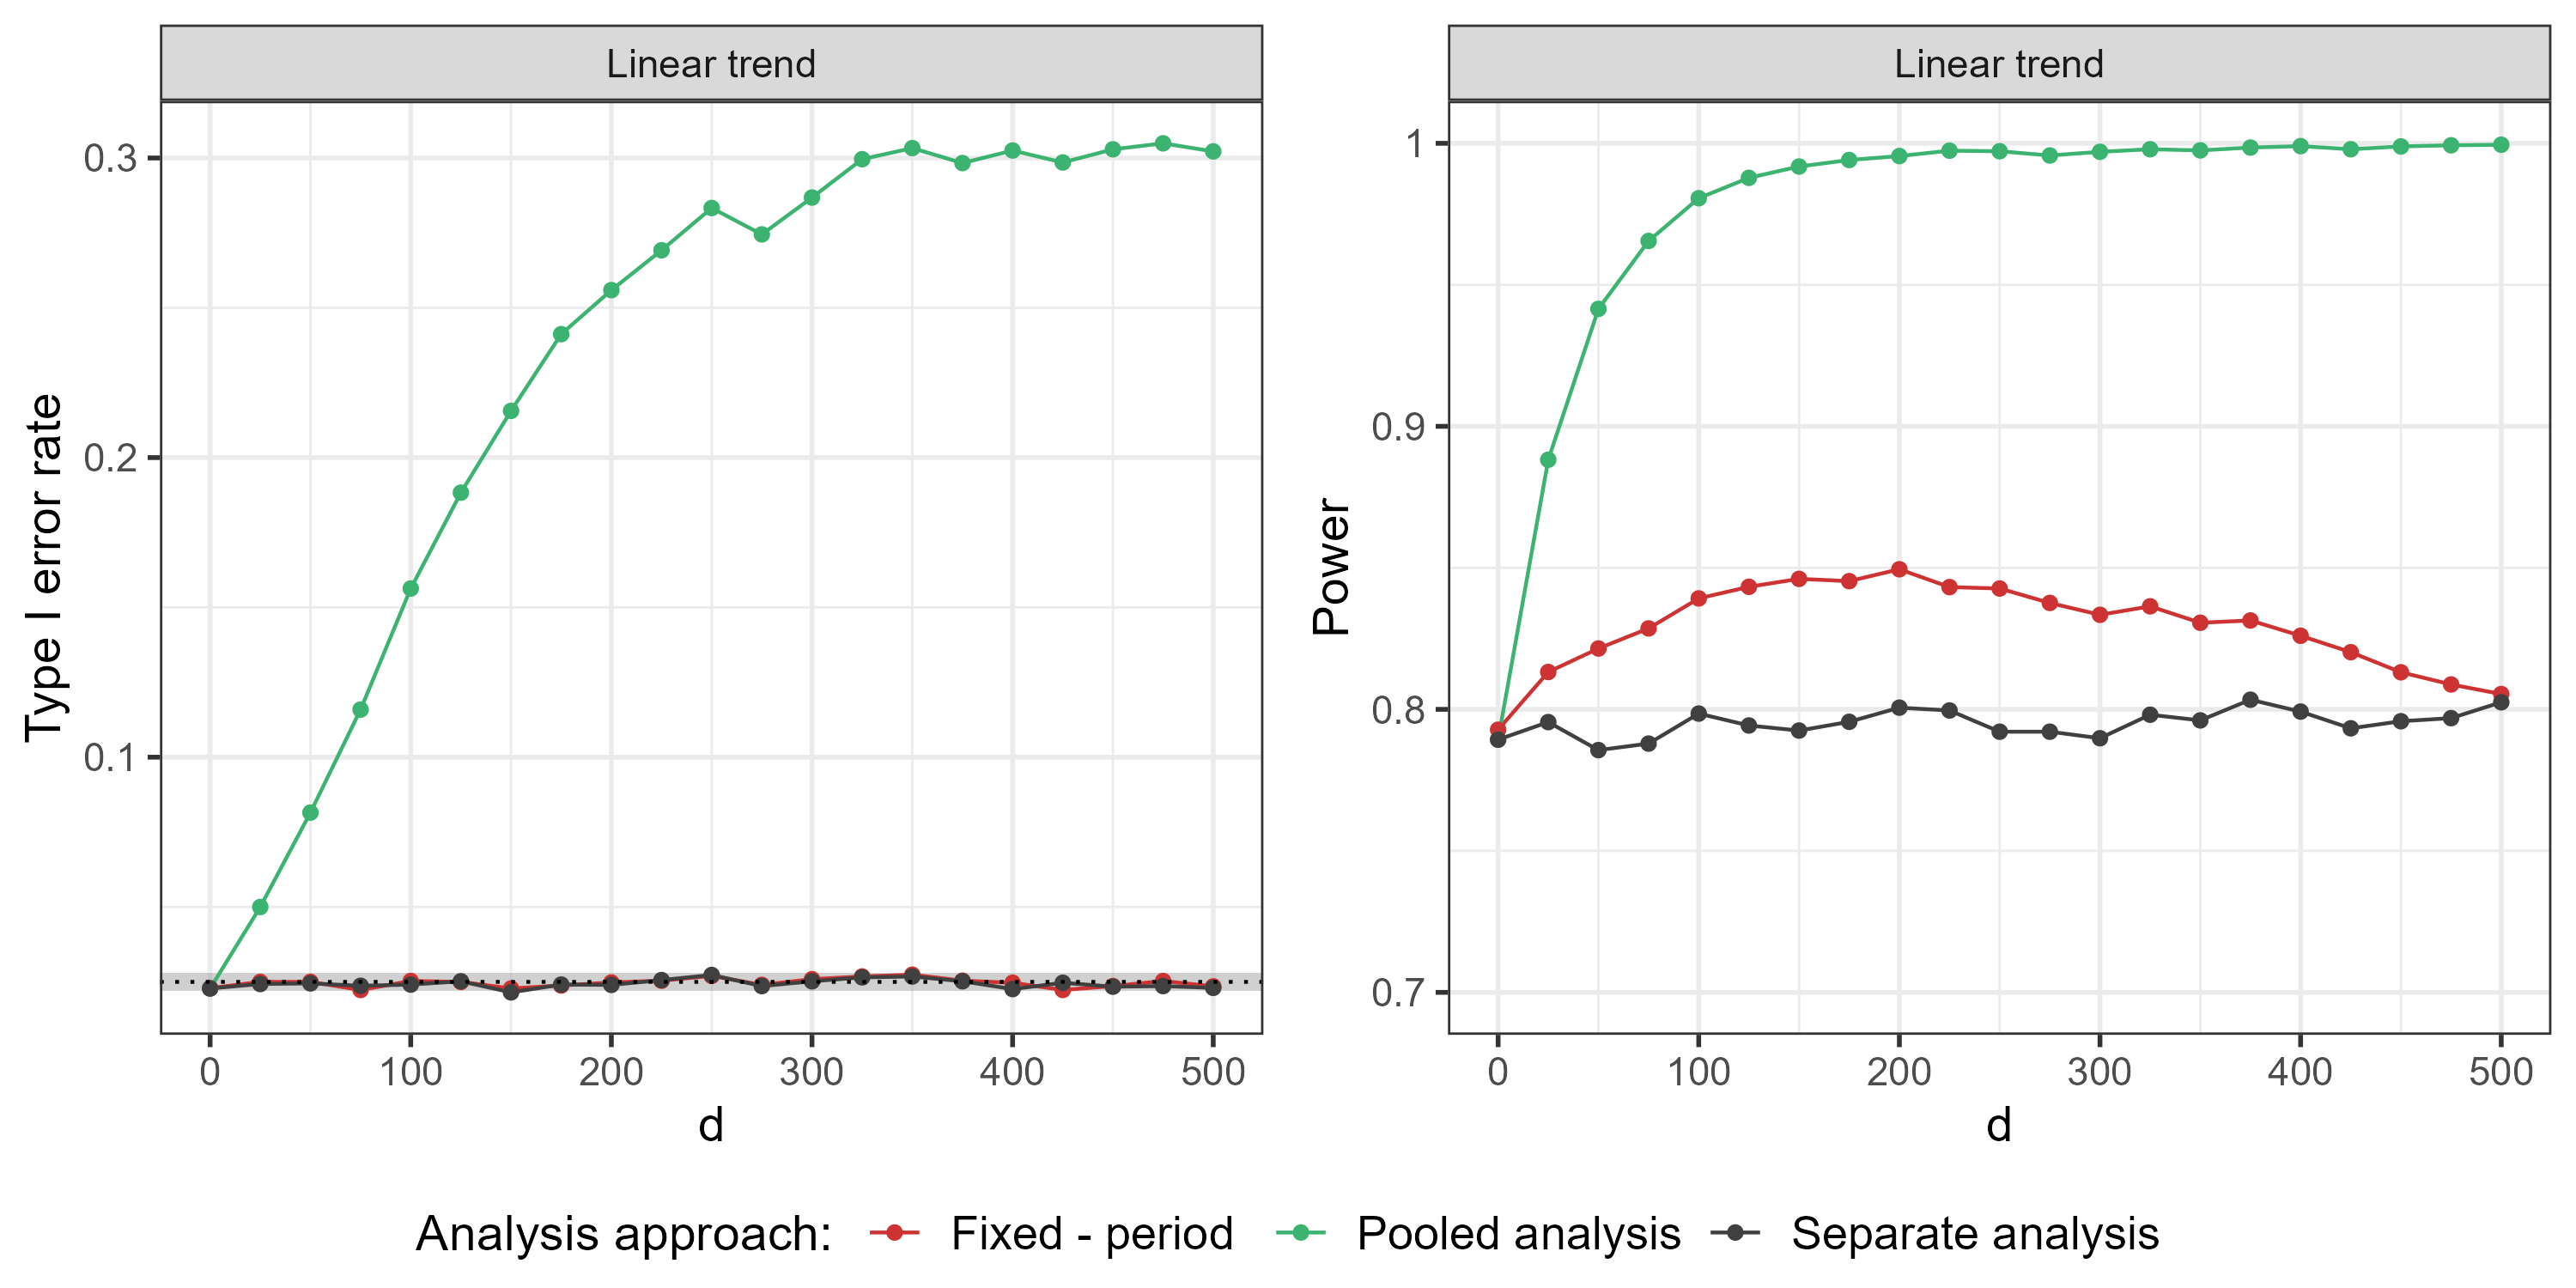 Linear trend
Type I error rate
0.3
0.2
0.1
0 100 200 300 400 500
d
Linear trend
Power
1
0.9
0.8
0.7
0 100 200 300 400 500
d
Analysis approach: Fixed - period Pooled analysis Separate analysis